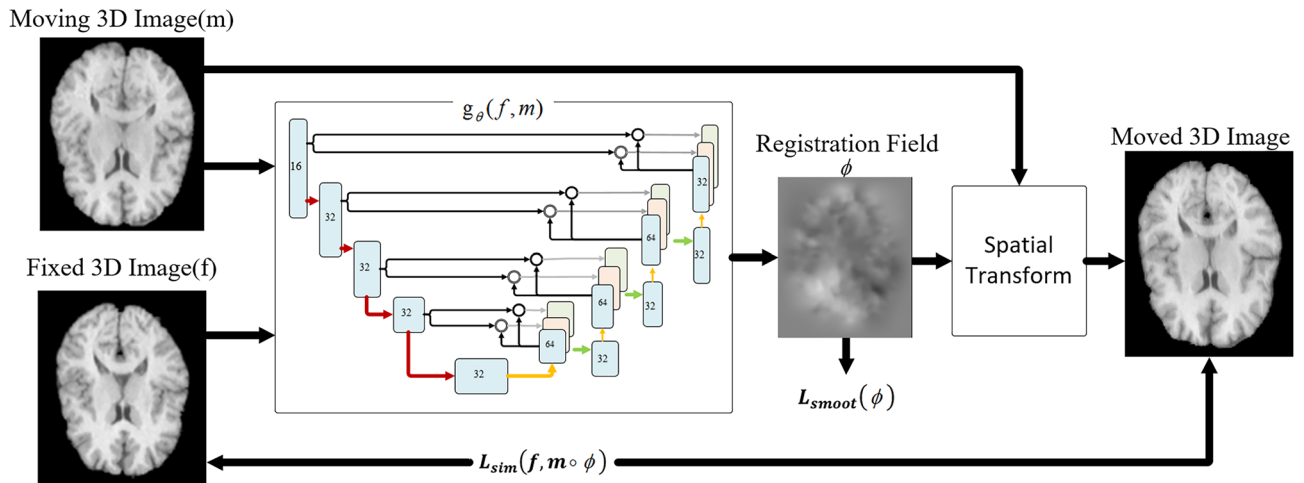 Moving 3D Image(m)
g_θ(f,m)
16
32
32
32
32
64
32
64
32
64
32
32
Registration Field
ϕ
Spatial
Transform
Moved 3D Image
Fixed 3D Image(f)
L_smoot(ϕ)
L_sim(f,m∘ϕ)